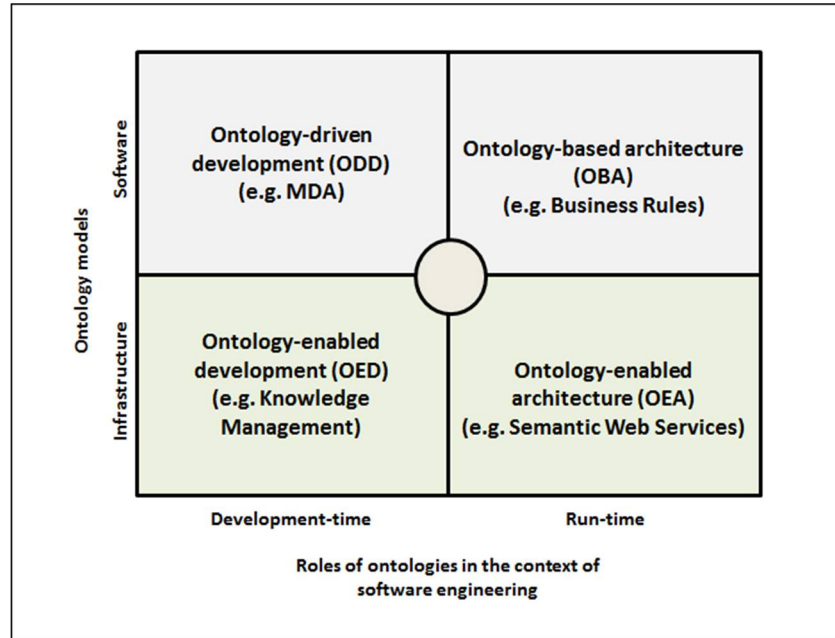 Ontology models
Software
Infrastructure
Ontology-driven
development (ODD)
(e.g. MDA)
Ontology-based architecture
(OBA)
(e.g. Business Rules)
Ontology-enabled
development (OED)
(e.g. Knowledge
Management)
Ontology-enabled
architecture (OEA)
(e.g. Semantic Web Services)
Development-time
Run-time
Roles of ontologies in the context of
software engineering